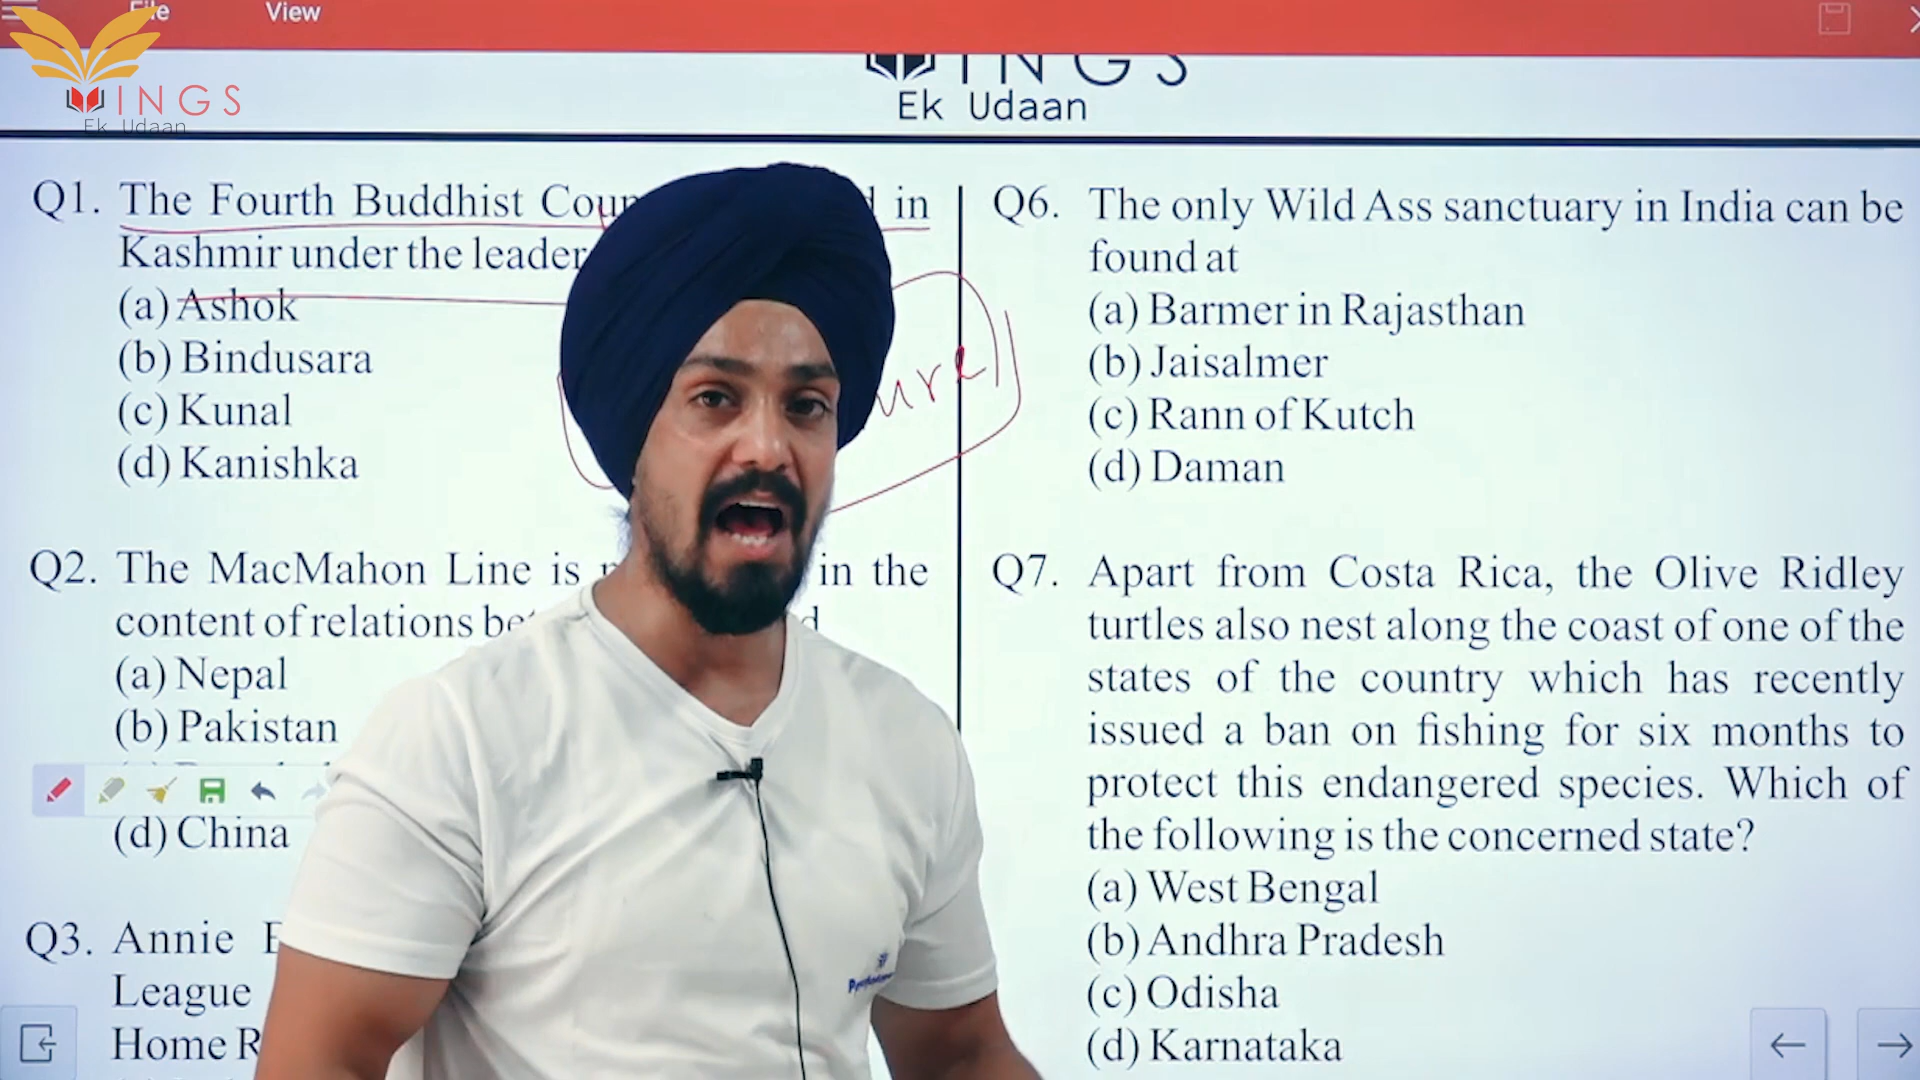 File
View
WINGS
Ek Udaan
INGS
Ek Udaan
Q1. The Fourth Buddhist in
Kashmir under the
(a) Ashok
(b) Bindusara
(c) Kunal
(d) Kanishka
Q2. The MacMahon Line is in the
content of relations
(a) Nepal
(b) Pakistan
(d) China
Q3. Annie
League
Home
Q6. The only Wild Ass sanctuary in India can be
found at
(a) Barmer in Rajasthan
(b) Jaisalmer
(c) Rann of Kutch
(d) Daman
Q7. Apart from Costa Rica, the Olive Ridley
turtles also nest along the coast of one of the
states of the country which has recently
issued a ban on fishing for six months to
protect this endangered species. Which of
the following is the concerned state?
(a) West Bengal
(b) Andhra Pradesh
(c) Odisha
(d) Karnataka